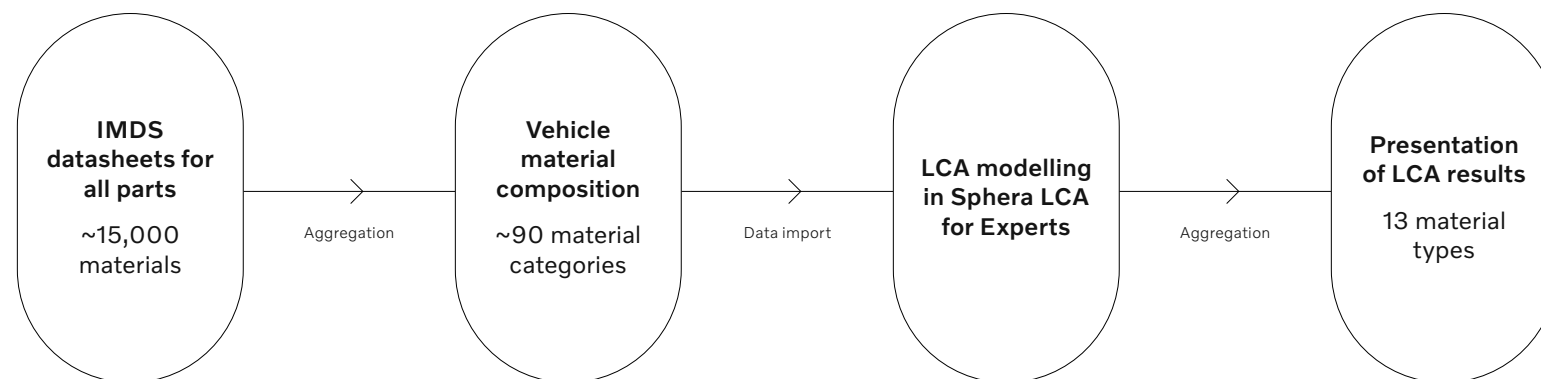 IMDS
datasheets for
all parts
~15,000
materials
Aggregation
Vehicle
material
composition
~90 material
categories
Data import
LCA modelling
in Sphera LCA
for Experts
Aggregation
Presentation
of LCA results
13 material
types